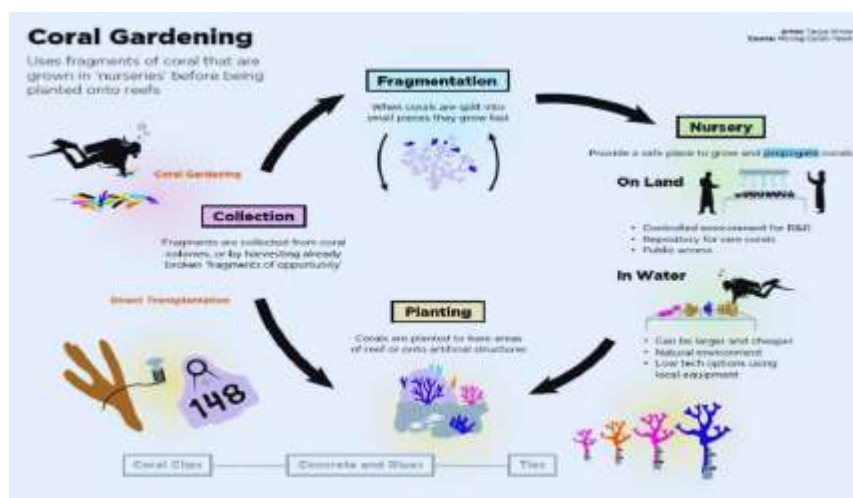 Coral Gardening
Uses fragments of coral that are
grown in 'nurseries' before being
planted onto reefs
Artist:
Source:
Fragmentation
When corals are split into
small pieces they grow fast
Nursery
Provide a safe place to grow and propagate corals
On Land
• Controlled environment for R&R
• Repository for rare corals
• Public access
In Water
• Can be larger and cheaper
• Natural environment
• Low tech options using
local equipment
Coral Gardening
Collection
Fragments are collected from coral
colonies, or by harvesting already
broken 'fragments of opportunity'
Direct Transplantation
148
Planting
Corals are planted to bare areas
of reef or onto artificial structures
Coral Clips
Concrete and Glues
Ties